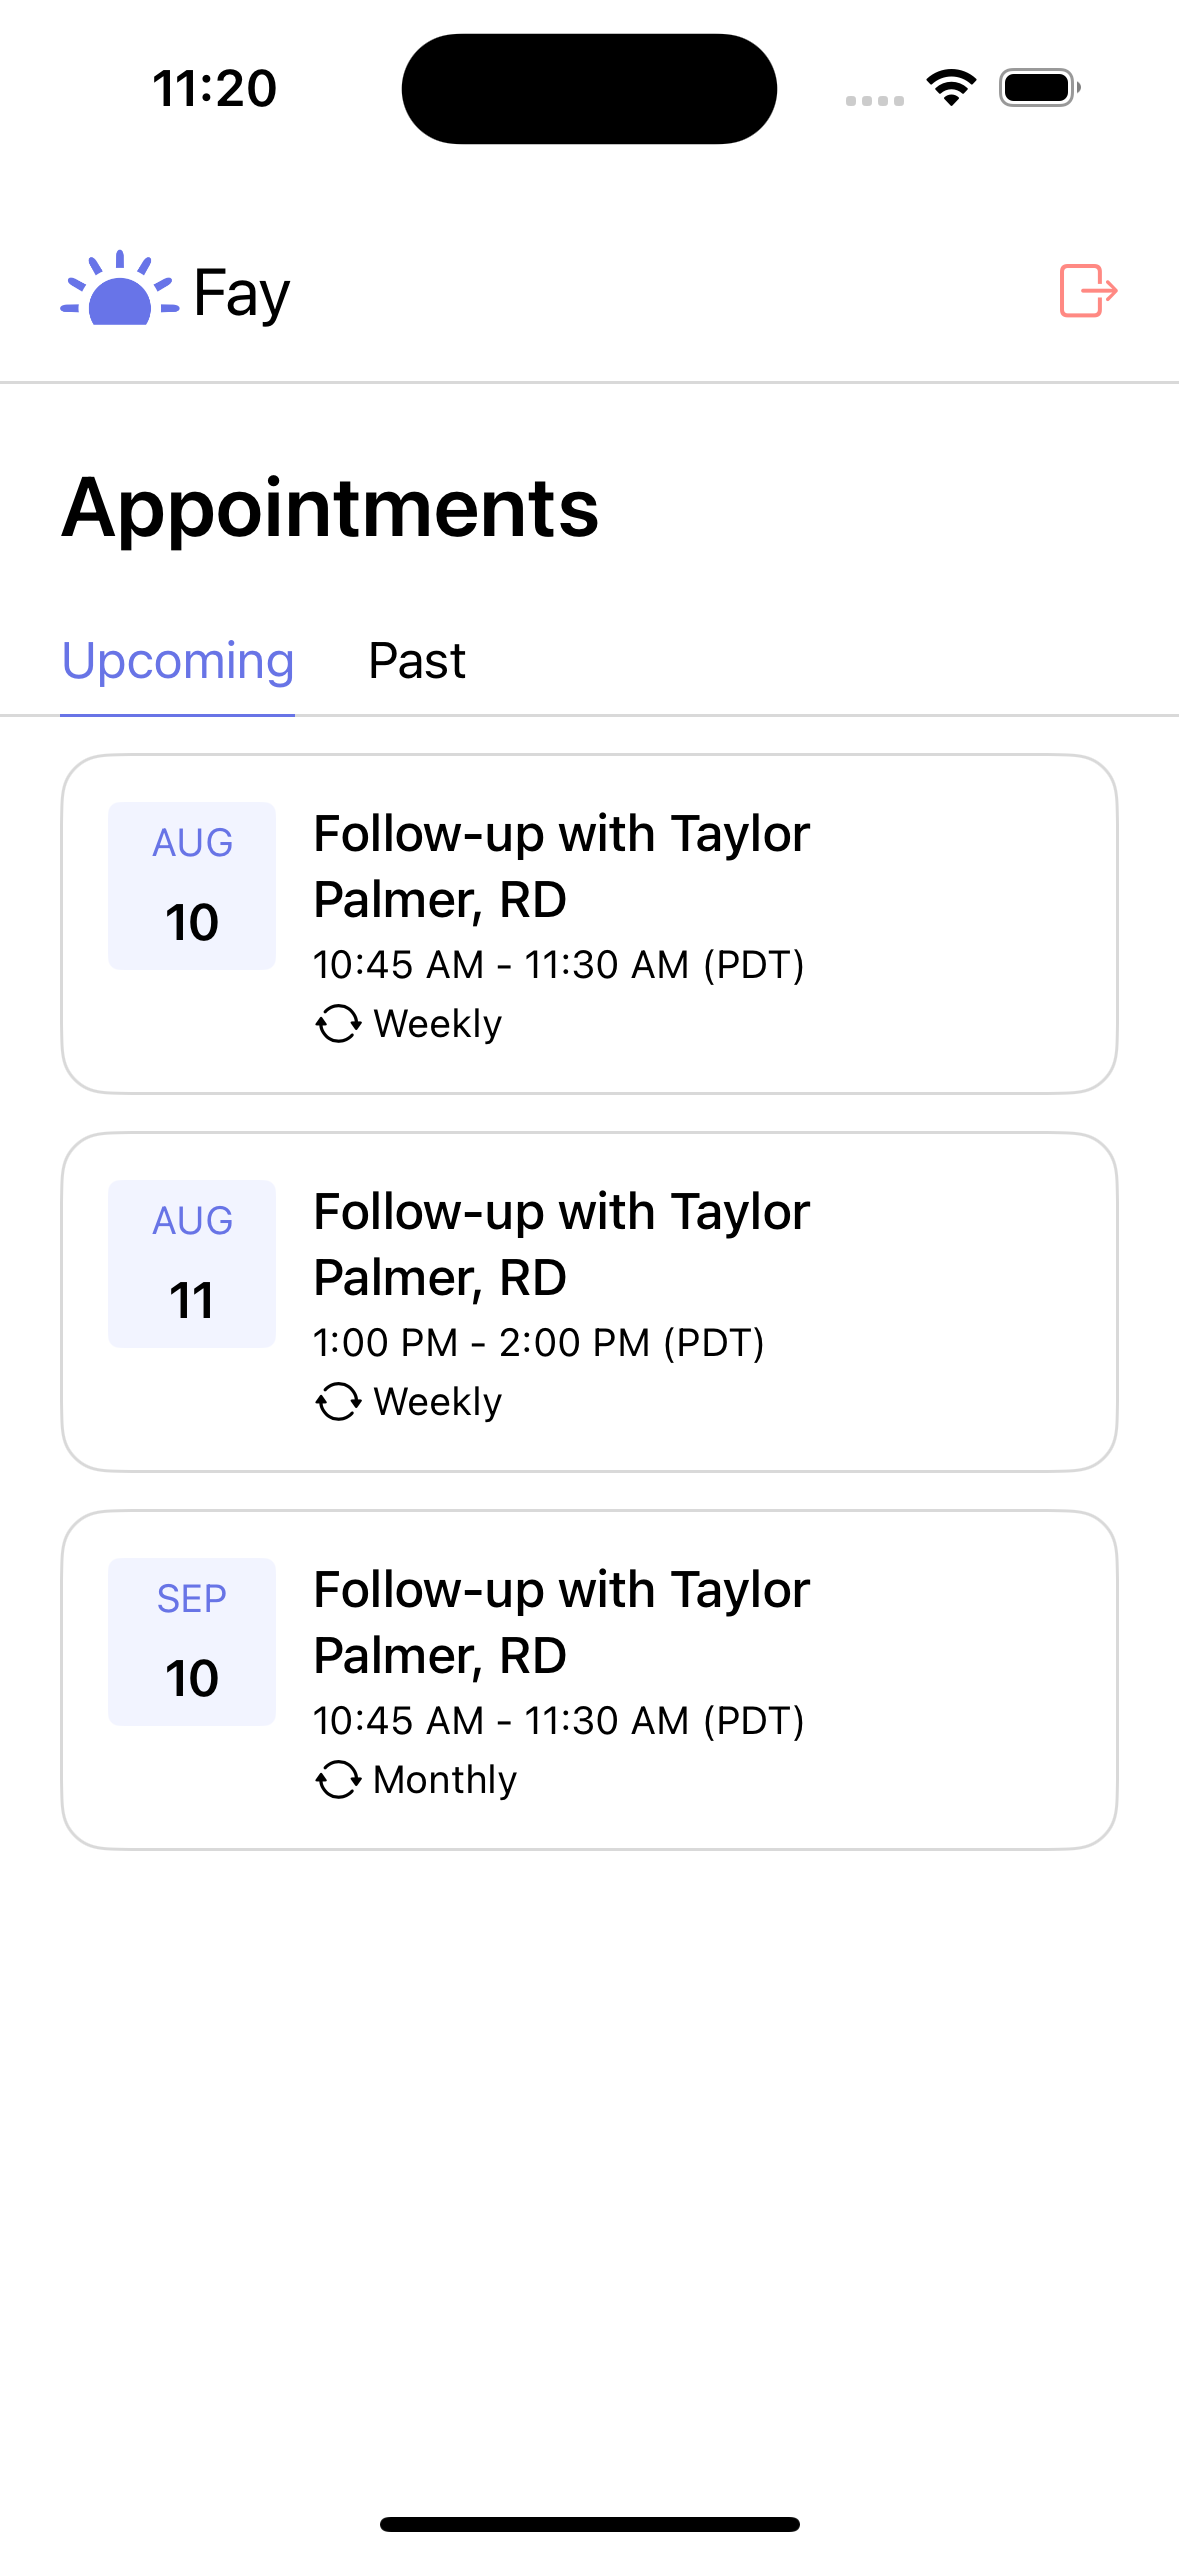 11:20
Fay
Appointments
Upcoming Past
AUG
10
Follow-up with Taylor
Palmer, RD
10:45 AM - 11:30 AM (PDT)
Weekly
AUG
11
Follow-up with Taylor
Palmer, RD
1:00 PM - 2:00 PM (PDT)
Weekly
SEP
10
Follow-up with Taylor
Palmer, RD
10:45 AM - 11:30 AM (PDT)
Monthly